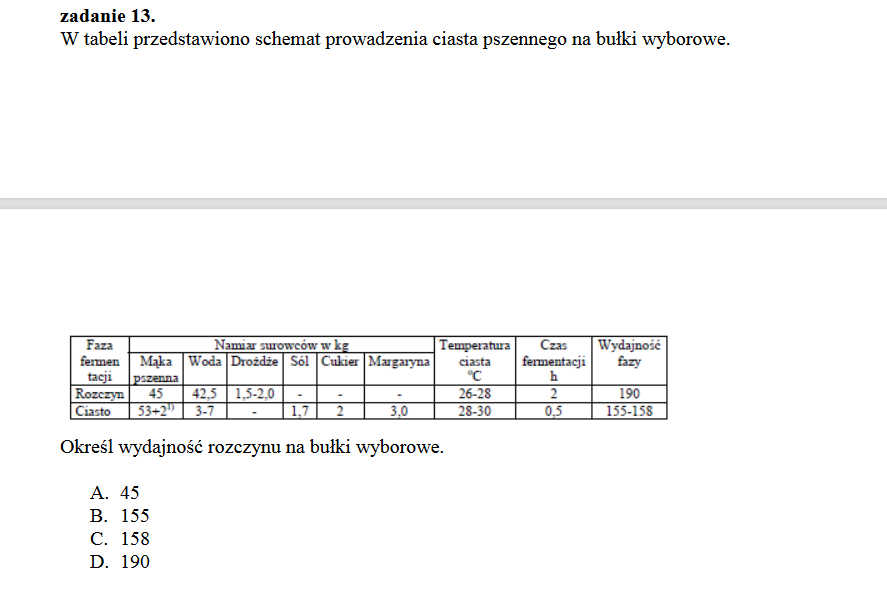 zadanie 13.
W tabeli przedstawiono schemat prowadzenia ciasta pszennego na bułki wyborowe.
Faza fermen tacji | Namiar surowców w kg | Temperatura ciasta °C | Czas fermentacji h | Wydajność fazy
Mąka pszenna | Woda | Drożdże | Sól | Cukier | Margaryna
Rozczyn | 45 | 42,5 | 1,5-2,0 | - | - | - | 26-28 | 2 | 190
Ciasto | 53+2¹⁾ | 3-7 | - | 1,7 | 2 | 3,0 | 28-30 | 0,5 | 155-158
Określ wydajność rozczynu na bułki wyborowe.
A. 45
B. 155
C. 158
D. 190